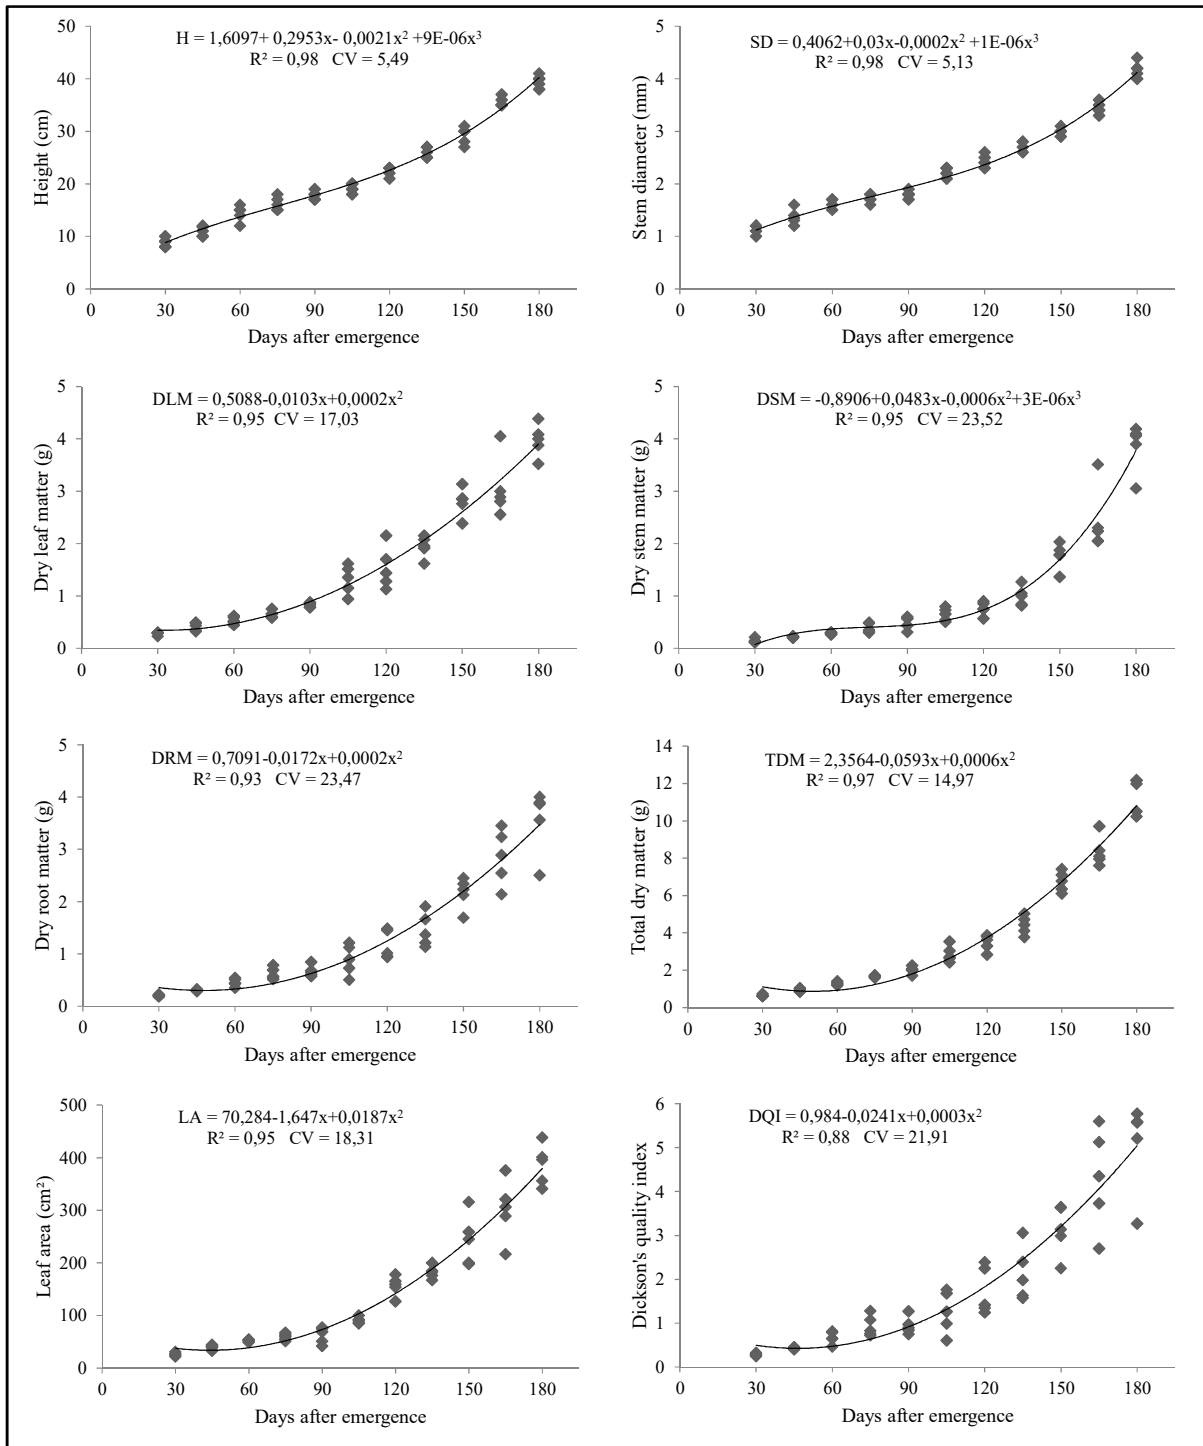 H = 1,6097+ 0,2953x- 0,0021x² +9E-06x³
R² = 0,98 CV = 5,49
50
40
30
20
10
0
Height (cm)
0 30 60 90 120 150 180
Days after emergence
SD = 0,4062+0,03x-0,0002x² +1E-06x³
R² = 0,98 CV = 5,13
5
4
3
2
1
0
Stem diameter (mm)
0 30 60 90 120 150 180
Days after emergence
DLM = 0,5088-0,0103x+0,0002x²
R² = 0,95 CV = 17,03
5
4
3
2
1
0
Dry leaf matter (g)
0 30 60 90 120 150 180
Days after emergence
DSM = -0,8906+0,0483x-0,0006x²+3E-06x³
R² = 0,95 CV = 23,52
5
4
3
2
1
0
Dry stem matter (g)
0 30 60 90 120 150 180
Days after emergence
DRM = 0,7091-0,0172x+0,0002x²
R² = 0,93 CV = 23,47
5
4
3
2
1
0
Dry root matter (g)
0 30 60 90 120 150 180
Days after emergence
TDM = 2,3564-0,0593x+0,0006x²
R² = 0,97 CV = 14,97
14
12
10
8
6
4
2
0
Total dry matter (g)
0 30 60 90 120 150 180
Days after emergence
LA = 70,284-1,647x+0,0187x²
R² = 0,95 CV = 18,31
500
400
300
200
100
0
Leaf area (cm²)
0 30 60 90 120 150 180
Days after emergence
DQI = 0,984-0,0241x+0,0003x²
R² = 0,88 CV = 21,91
6
5
4
3
2
1
0
Dickson's quality index
0 30 60 90 120 150 180
Days after emergence